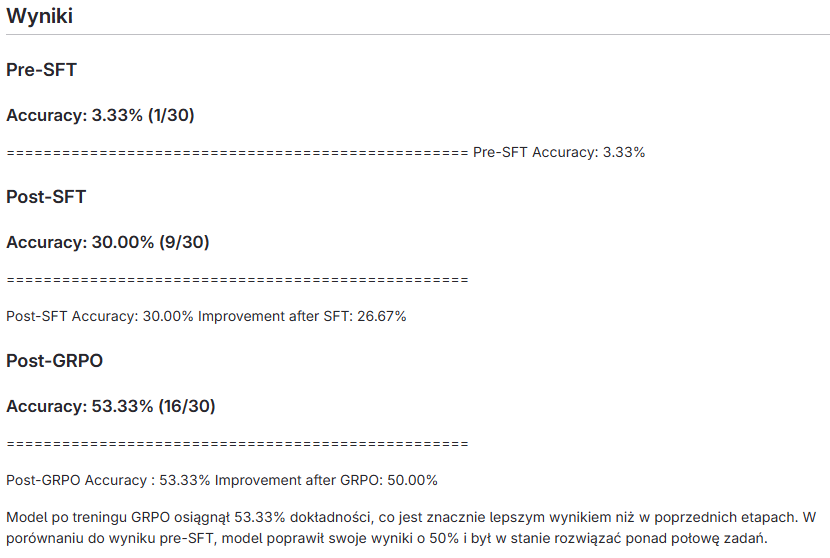 Wyniki
Pre-SFT
Accuracy: 3.33% (1/30)
================================================== Pre-SFT Accuracy: 3.33%
Post-SFT
Accuracy: 30.00% (9/30)
==================================================
Post-SFT Accuracy: 30.00% Improvement after SFT: 26.67%
Post-GRPO
Accuracy: 53.33% (16/30)
==================================================
Post-GRPO Accuracy : 53.33% Improvement after GRPO: 50.00%
Model po treningu GRPO osiągnął 53.33% dokładności, co jest znacznie lepszym wynikiem niż w poprzednich etapach. W
porównaniu do wyniku pre-SFT, model poprawił swoje wyniki o 50% i był w stanie rozwiązać ponad połowę zadań.